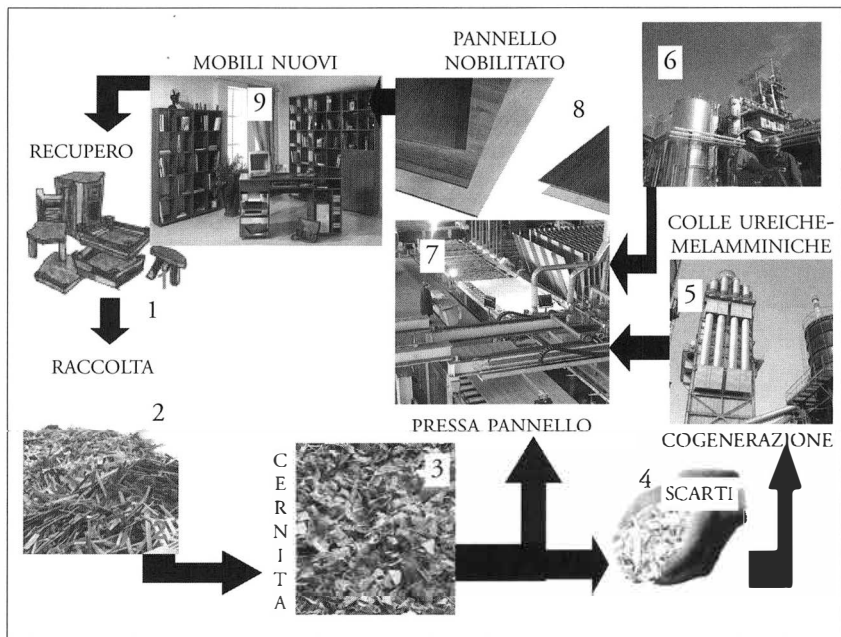 PANNELLO
NOBILITATO
MOBILI NUOVI
6
9
8
RECUPERO
COLLE UREICHE-
MELAMMINICHE
7
5
1
RACCOLTA
2
PRESSA PANNELLO
COGENERAZIONE
CERNITA
3
4
SCARTI